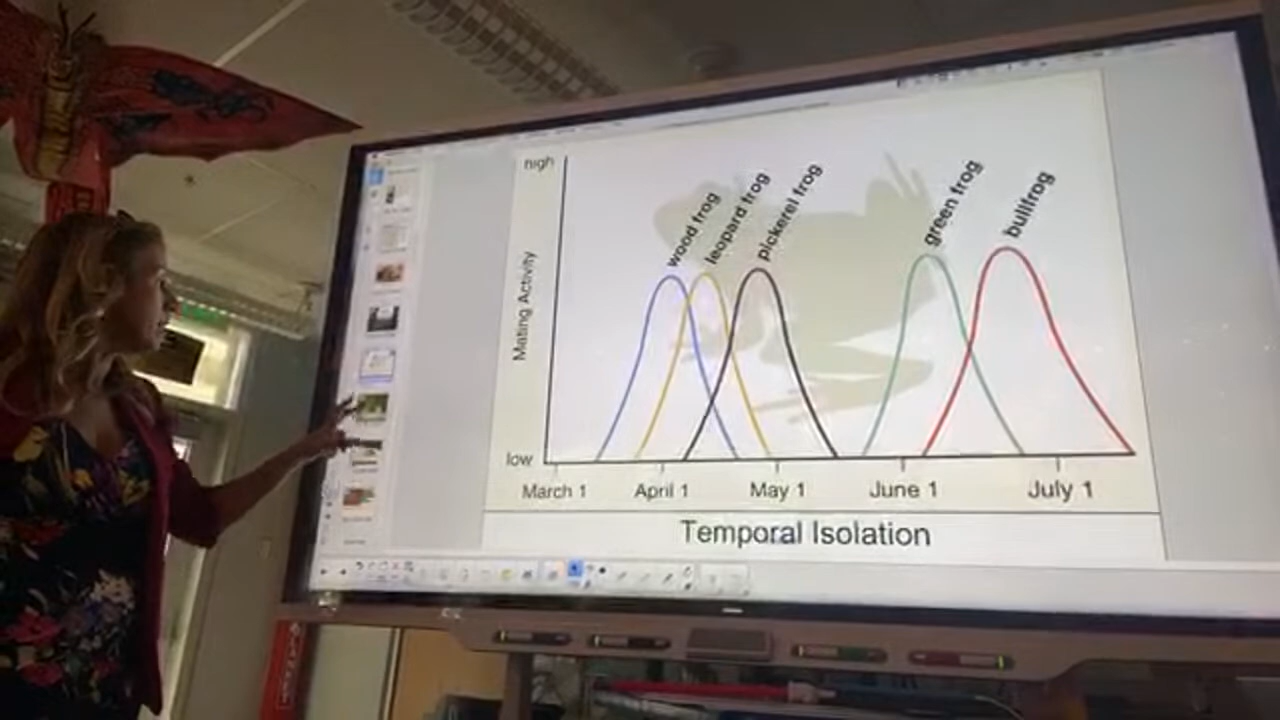 high
wood frog
leopard frog
pickerel frog
green frog
bullfrog
Mating Activity
low
March 1
April 1
May 1
June 1
July 1
Temporal Isolation